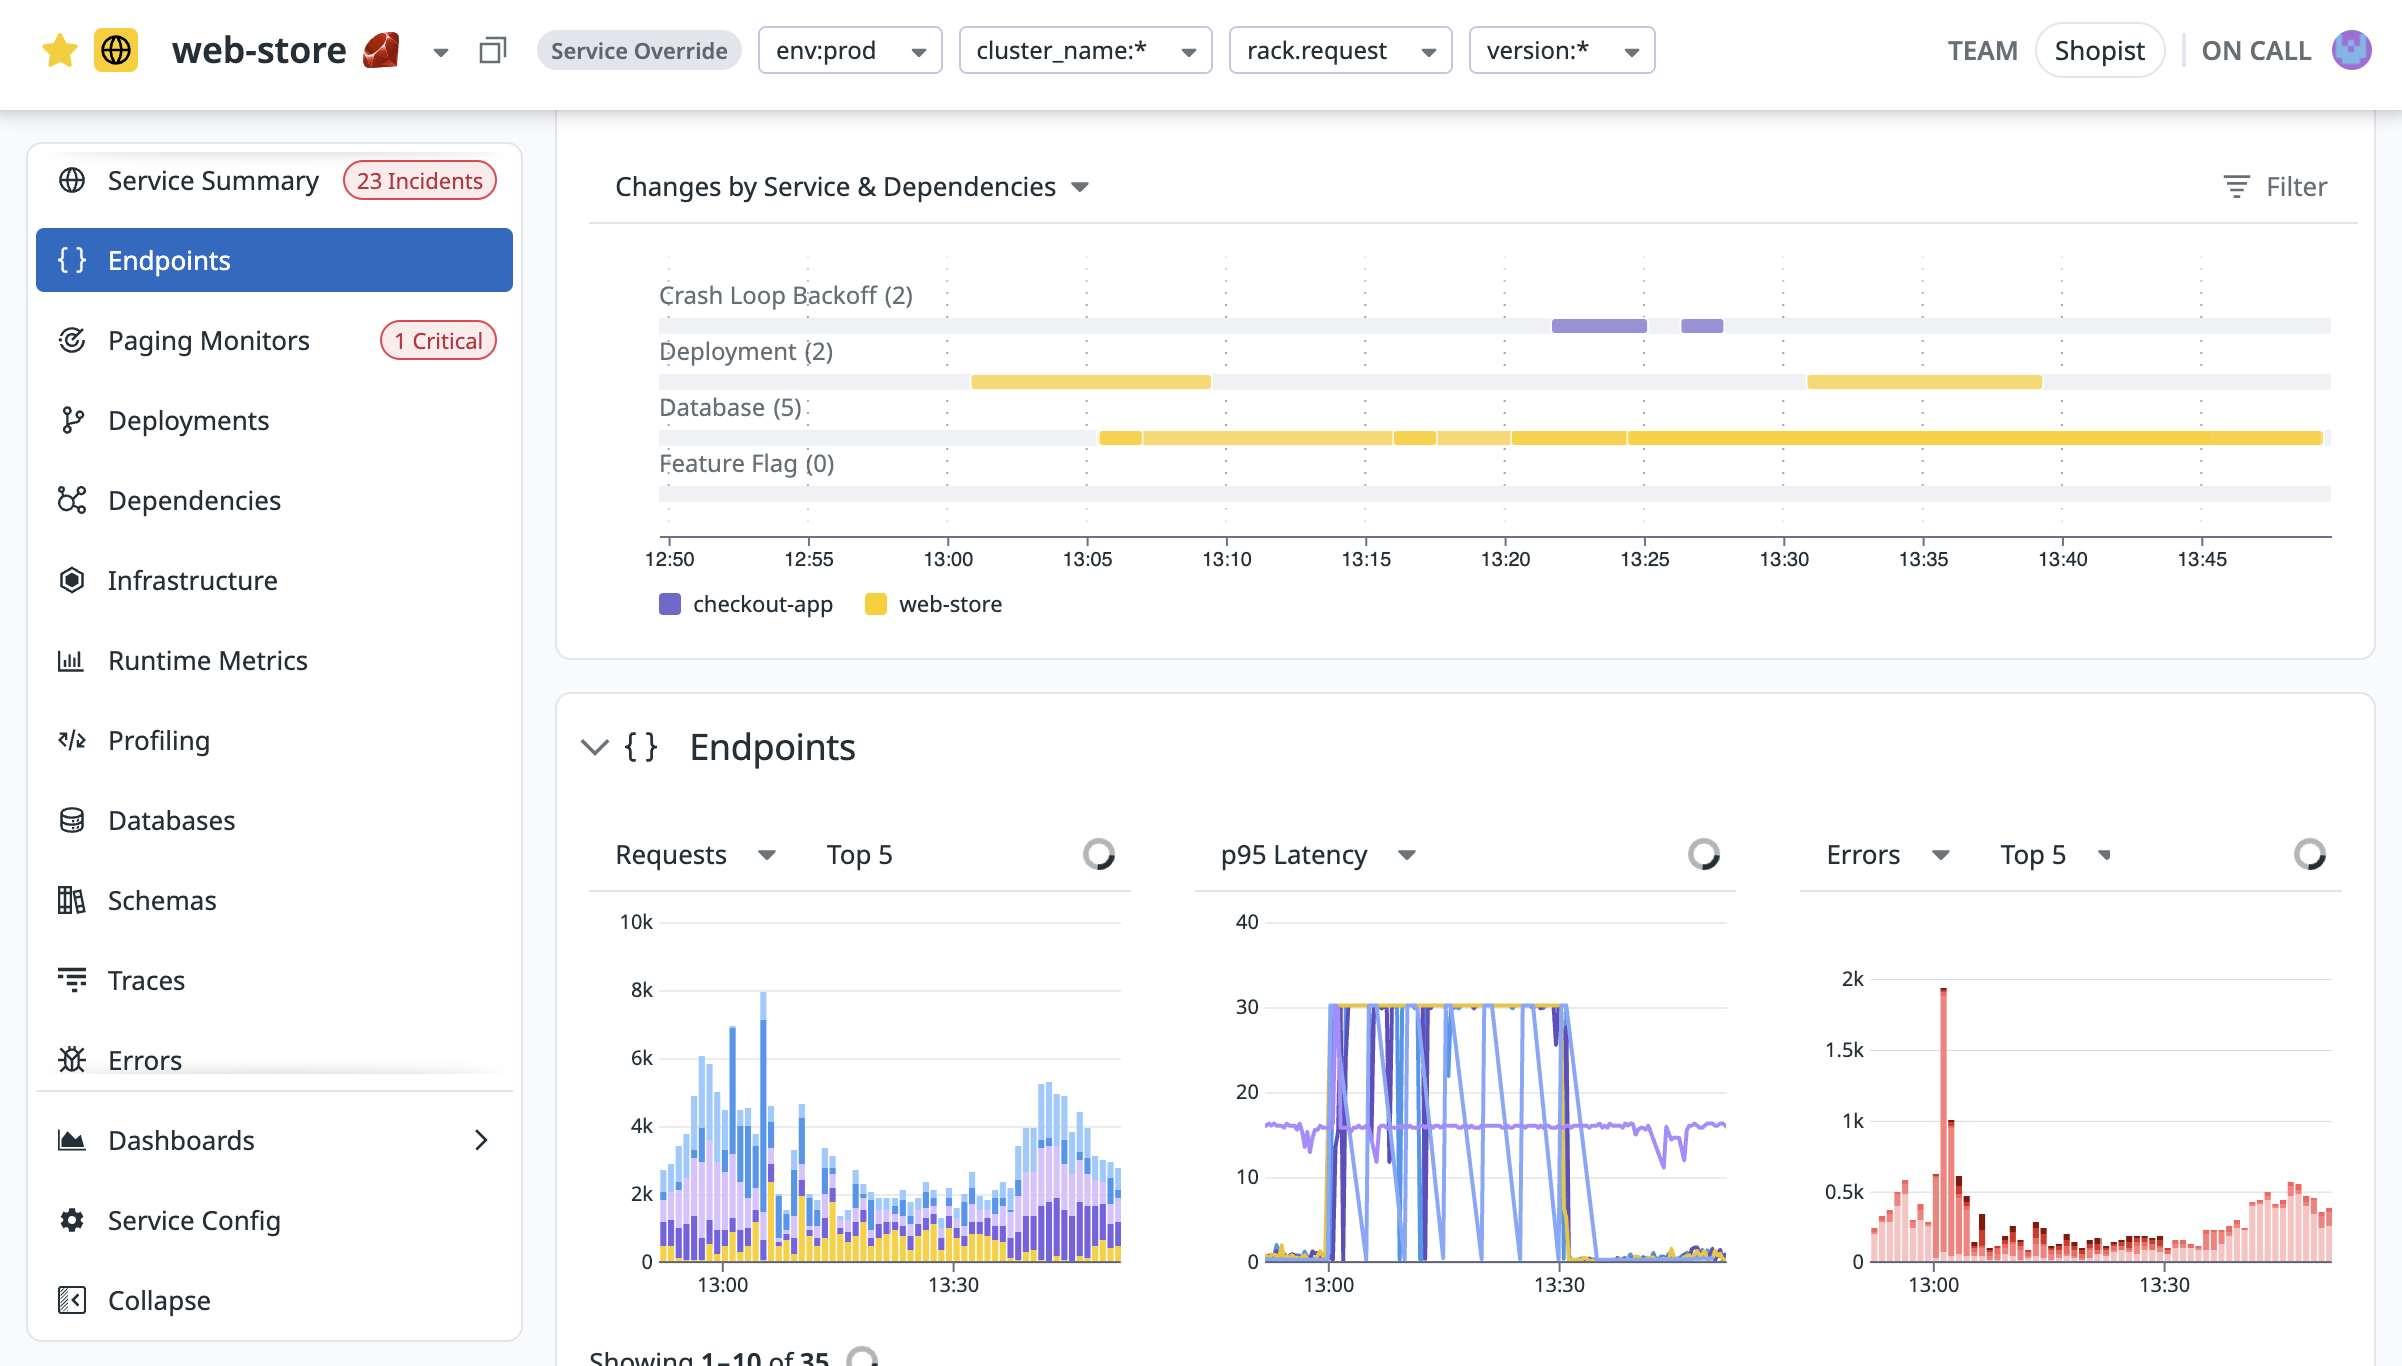 web-store
Service Override
env:prod
cluster_name:*
rack.request
version:*
TEAM
Shopist
ON CALL
Service Summary
23 Incidents
Endpoints
Paging Monitors
1 Critical
Deployments
Dependencies
Infrastructure
Runtime Metrics
Profiling
Databases
Schemas
Traces
Errors
Dashboards
Service Config
Collapse
Changes by Service & Dependencies
Filter
Crash Loop Backoff (2)
Deployment (2)
Database (5)
Feature Flag (0)
12:50
12:55
13:00
13:05
13:10
13:15
13:20
13:25
13:30
13:35
13:40
13:45
checkout-app
web-store
{ } Endpoints
Requests
Top 5
10k
8k
6k
4k
2k
0
13:00
13:30
p95 Latency
40
30
20
10
0
13:00
13:30
Errors
Top 5
2k
1.5k
1k
0.5k
0
13:00
13:30
Showing 1–10 of 35